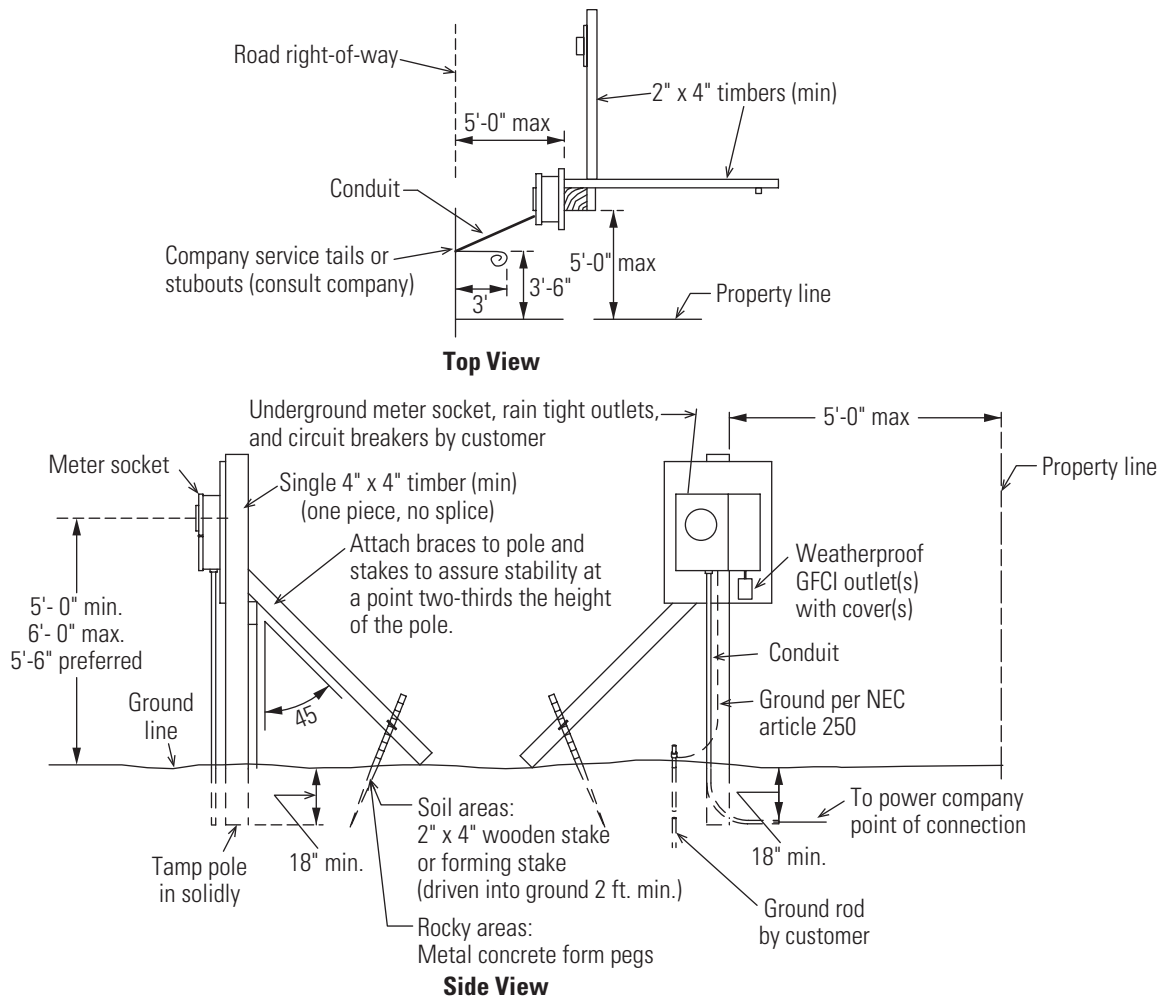 Road right-of-way
2" x 4" timbers (min)
5'-0" max
Conduit
Company service tails or
stubouts (consult company)
5'-0" max
3'-6"
3'
Property line
Top View
Underground meter socket, rain tight outlets,
and circuit breakers by customer
5'-0" max
Meter socket
Property line
Single 4" x 4" timber (min)
(one piece, no splice)
Attach braces to pole and
stakes to assure stability at
a point two-thirds the height
of the pole.
Weatherproof
GFCI outlet(s)
with cover(s)
5'- 0" min.
6'- 0" max.
5'-6" preferred
Conduit
Ground
line
45
Ground per NEC
article 250
Soil areas:
2" x 4" wooden stake
or forming stake
(driven into ground 2 ft. min.)
To power company
point of connection
18" min.
18" min.
Tamp pole
in solidly
Ground rod
by customer
Rocky areas:
Metal concrete form pegs
Side View